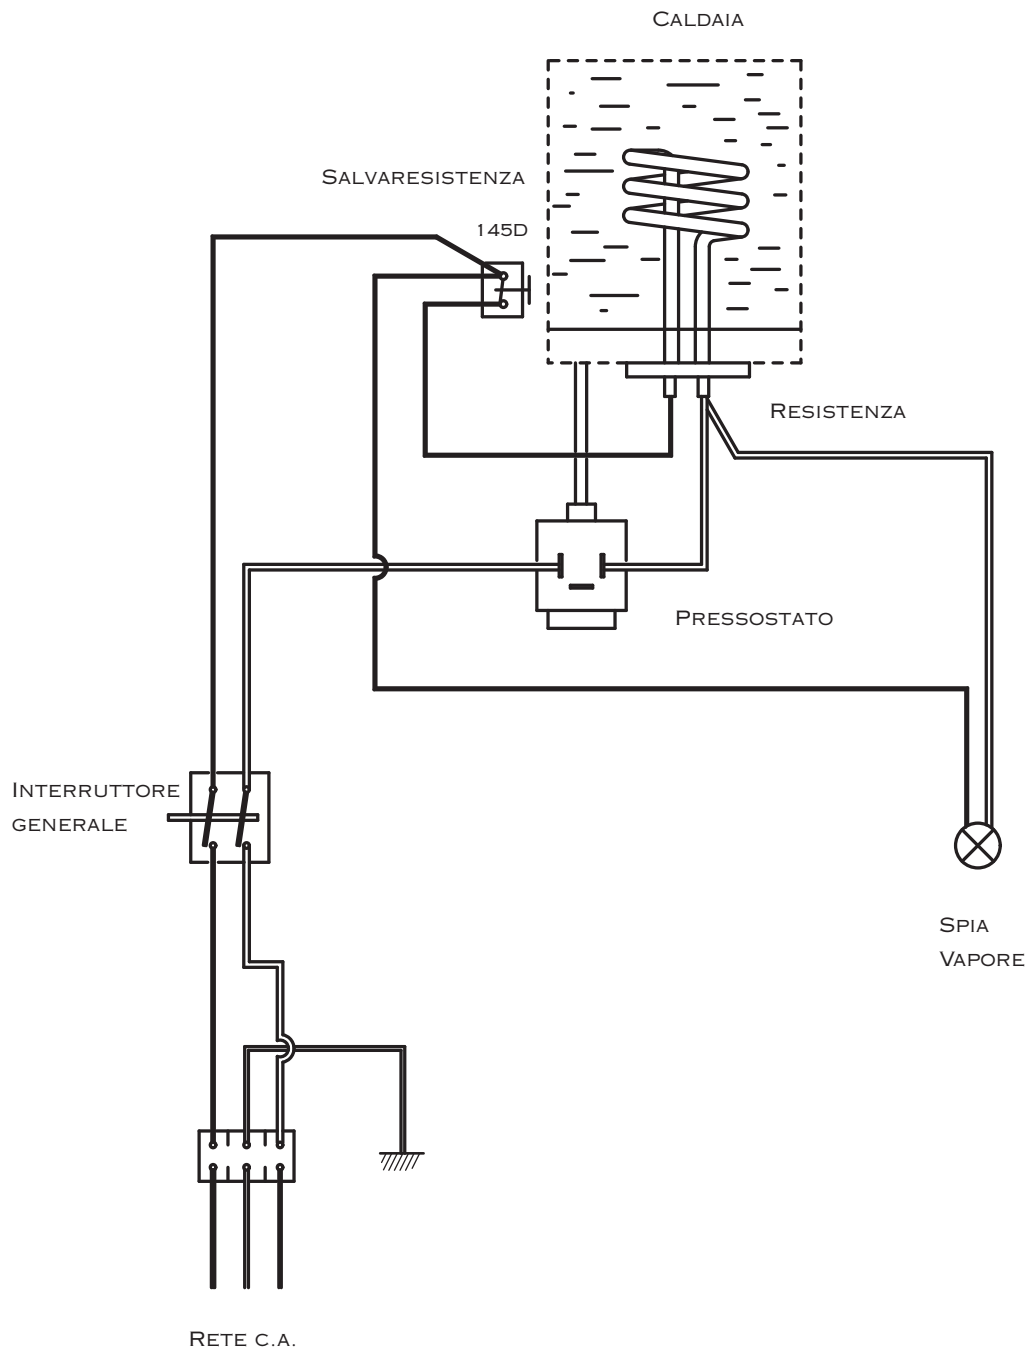 CALDAIA
SALVARESISTENZA
145D
RESISTENZA
PRESSOSTATO
INTERRUTTORE
GENERALE
SPIA
VAPORE
RETE C.A.